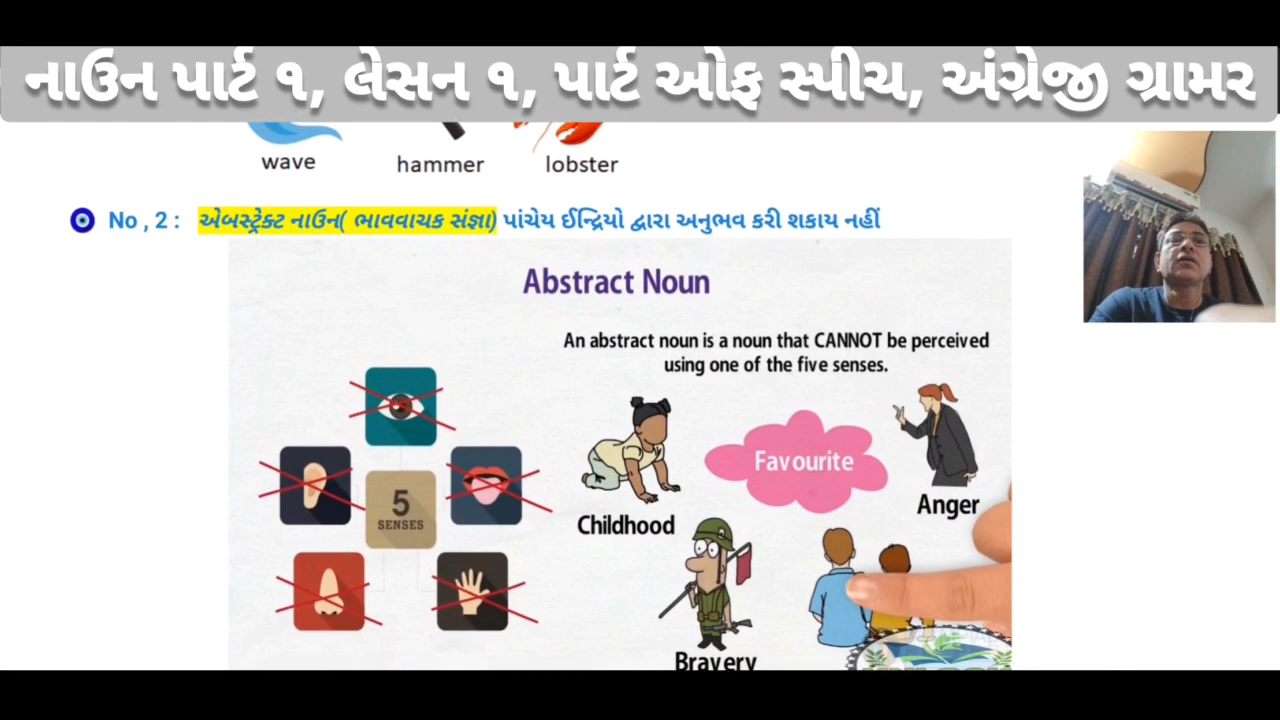 નાઉન પાર્ટ ૧, લેસન ૧, પાર્ટ ઓફ સ્પીચ, અંગ્રેજી ગ્રામર
wave hammer lobster
No , 2 : એબસ્ટ્રેક્ટ નાઉન( ભાવવાચક સંજ્ઞા) પાંચેય ઈન્દ્રિયો દ્વારા અનુભવ કરી શકાય નહીં
Abstract Noun
An abstract noun is a noun that CANNOT be perceived
using one of the five senses.
5
SENSES
Favourite
Childhood
Anger
Bravery